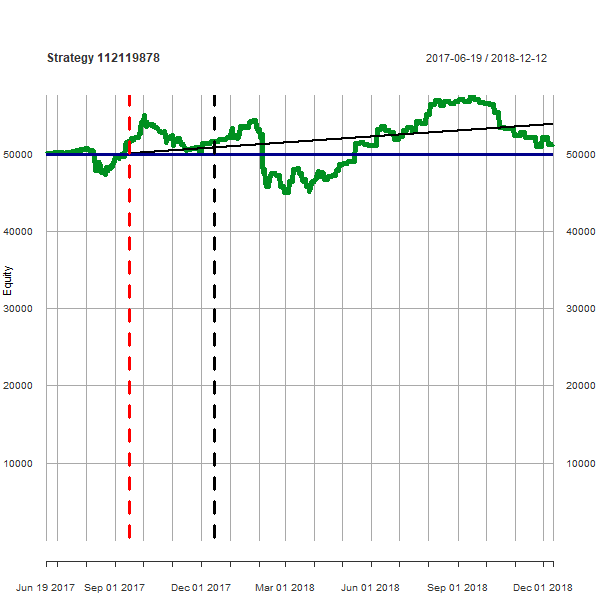 Strategy 112119878
2017-06-19 / 2018-12-12
50000 50000
40000 40000
30000 30000
20000 20000
10000 10000
Equity
Jun 19 2017 Sep 01 2017 Dec 01 2017 Mar 01 2018 Jun 01 2018 Sep 01 2018 Dec 01 2018